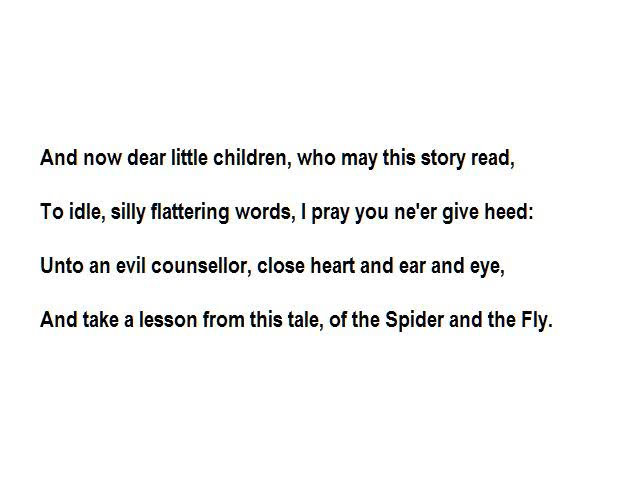 And now dear little children, who may this story read,
To idle, silly flattering words, I pray you ne'er give heed:
Unto an evil counsellor, close heart and ear and eye,
And take a lesson from this tale, of the Spider and the Fly.